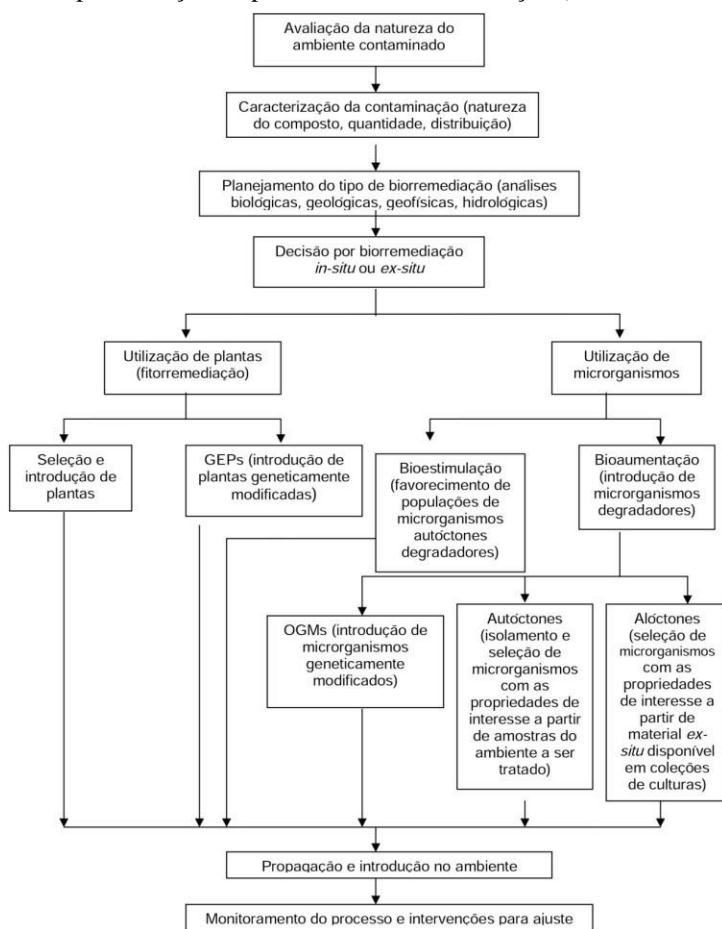 Avaliação da natureza do
ambiente contaminado
Caracterização da contaminação (natureza
do composto, quantidade, distribuição)
Planejamento do tipo de biorremediação (análises
biológicas, geológicas, geofísicas, hidrológicas)
Decisão por biorremediação
in-situ ou ex-situ
Utilização de plantas
(fitorremediação)
Utilização de
microrganismos
Seleção e
introdução de
plantas
GEPs (introdução de
plantas geneticamente
modificadas)
Bioestimulação
(favorecimento de
populações de
microrganismos
autóctones
degradadores)
Bioaumentação
(introdução de
microrganismos
degradadores)
OGMs (introdução de
microrganismos
geneticamente
modificados)
Autóctones
(isolamento e
seleção de
microrganismos
com as
propriedades de
interesse a partir
de amostras do
ambiente a ser
tratado)
Alóctones
(seleção de
microrganismos
com as
propriedades
de interesse a
partir de
material ex-
situ disponível
em coleções
de culturas)
Propagação e introdução no ambiente
Monitoramento do processo e intervenções para ajuste